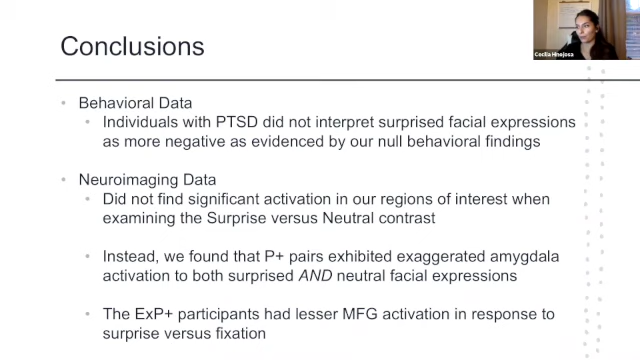 Conclusions
Cecilia Hinojosa
• Behavioral Data
• Individuals with PTSD did not interpret surprised facial expressions
as more negative as evidenced by our null behavioral findings
• Neuroimaging Data
• Did not find significant activation in our regions of interest when
examining the Surprise versus Neutral contrast
• Instead, we found that P+ pairs exhibited exaggerated amygdala
activation to both surprised AND neutral facial expressions
• The ExP+ participants had lesser MFG activation in response to
surprise versus fixation